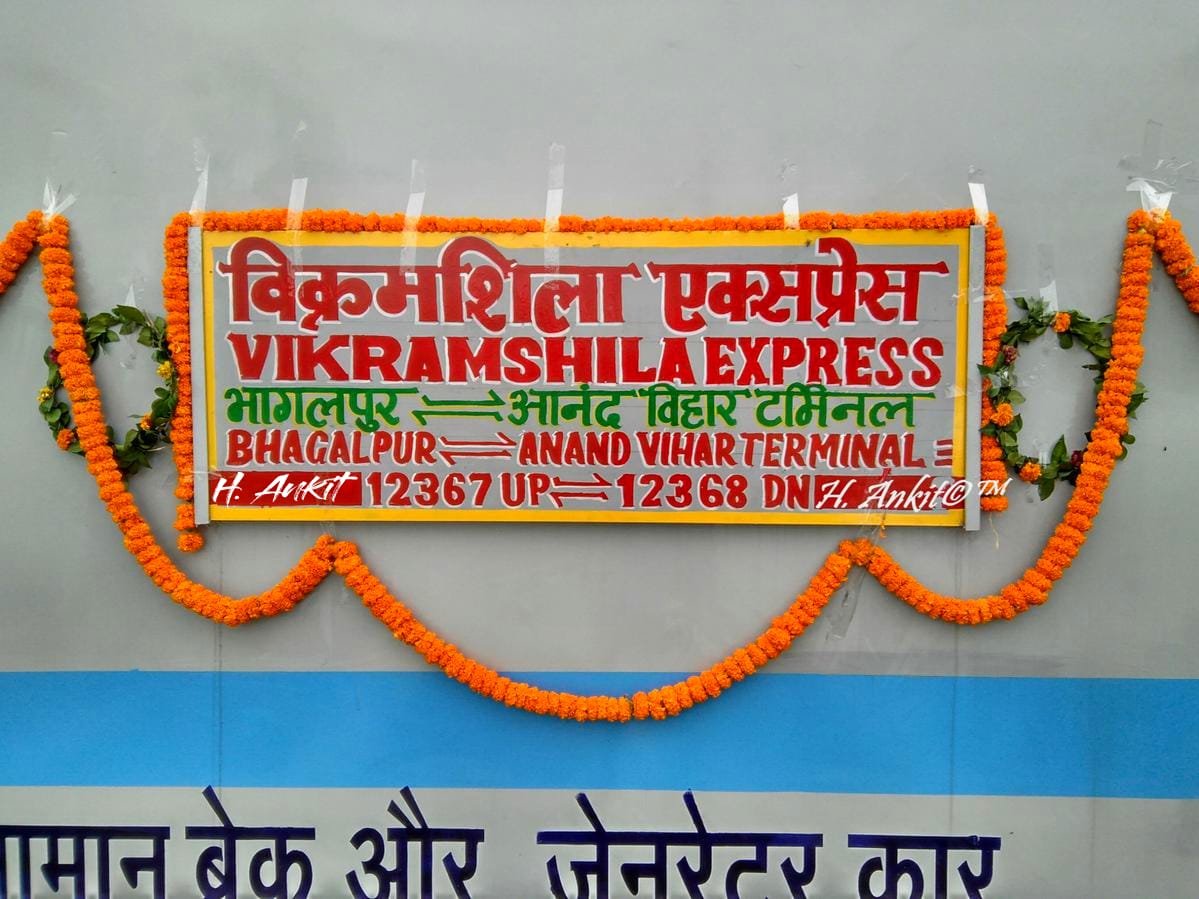 विक्रमशिला एक्सप्रेस
VIKRAMSHILA EXPRESS
भागलपुर ⇌ आनंद विहार टर्मिनल
BHAGALPUR ⇌ ANAND VIHAR TERMINAL
H. Ankit 12367 UP ⇌ 12368 DN H. Ankit©™
ब्रेक और जेनरेटर कार